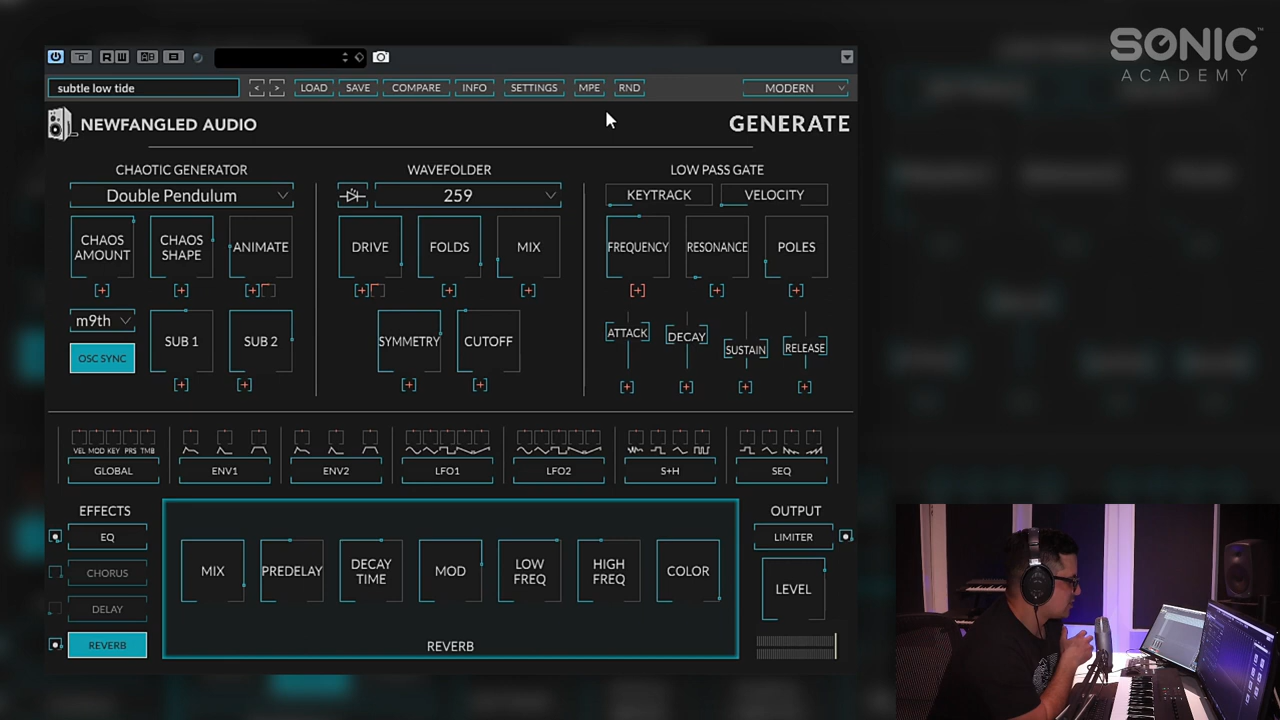 SONIC
ACADEMY
subtle low tide
< > LOAD SAVE COMPARE INFO SETTINGS MPE RND MODERN
NEWFANGLED AUDIO
GENERATE
CHAOTIC GENERATOR
Double Pendulum
CHAOS AMOUNT
CHAOS SHAPE
ANIMATE
[+] [+] [+]
m9th
OSC SYNC
SUB 1
SUB 2
[+] [+]
WAVEFOLDER
259
DRIVE FOLDS MIX
[+] [+] [+]
SYMMETRY CUTOFF
[+] [+]
LOW PASS GATE
KEYTRACK VELOCITY
FREQUENCY RESONANCE POLES
[+] [+] [+]
ATTACK DECAY SUSTAIN RELEASE
[+] [+] [+] [+]
VEL MOD KEY PRS TMB
GLOBAL ENV1 ENV2 LFO1 LFO2 S+H SEQ
EFFECTS
EQ
CHORUS
DELAY
REVERB
MIX
PREDELAY
DECAY TIME
MOD
LOW FREQ
HIGH FREQ
COLOR
REVERB
OUTPUT
LIMITER
LEVEL